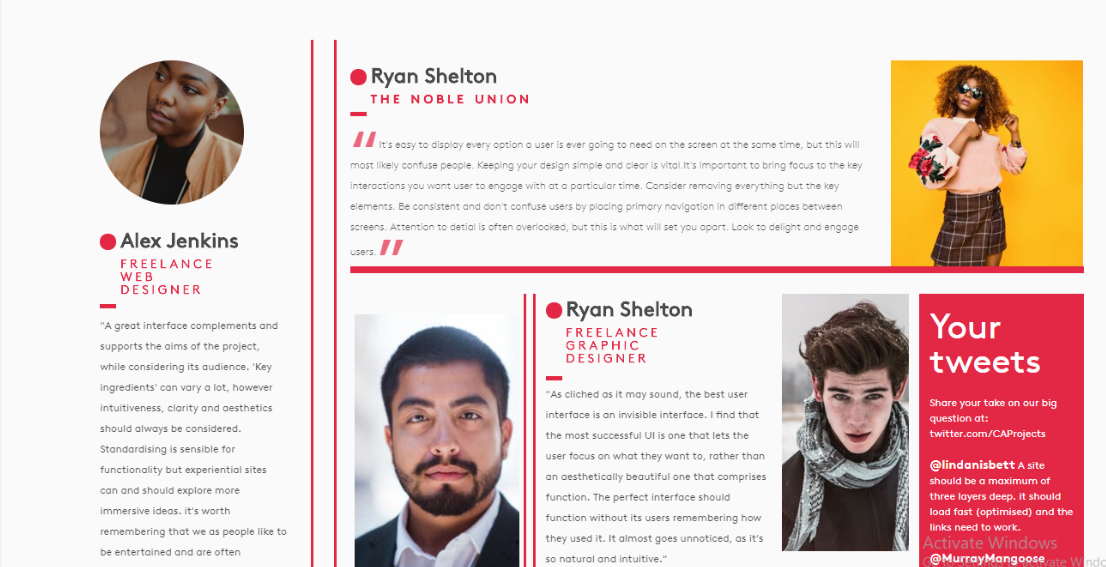 Alex Jenkins
FREELANCE
WEB
DESIGNER
"A great interface complements and
supports the aims of the project,
while considering its audience. 'Key
ingredients' can vary a lot, however
intuitiveness, clarity and aesthetics
should always be considered.
Standardising is sensible for
functionality but experiential sites
can and should explore more
immersive ideas. it's worth
remembering that we as people like to
be entertained and are often
Ryan Shelton
THE NOBLE UNION
"It's easy to display every option a user is ever going to need on the screen at the same time, but this will
most likely confuse people. Keeping your design simple and clear is vital.It's important to bring focus to the key
interactions you want user to engage with at a particular time. Consider removing everything but the key
elements. Be consistent and don't confuse users by placing primary navigation in different places between
screens. Attention to detial is often overlooked, but this is what will set you apart. Look to delight and engage
users. "
Ryan Shelton
FREELANCE
GRAPHIC
DESIGNER
"As cliched as it may sound, the best user
interface is an invisible interface. I find that
the most successful UI is one that lets the
user focus on what they want to, rather than
an aesthetically beautiful one that comprises
function. The perfect interface should
function without its users remembering how
they used it. It almost goes unnoticed, as it's
so natural and intuitive."
Your
tweets
Share your take on our big
question at:
twitter.com/CAProjects
@lindanisbett A site
should be a maximum of
three layers deep. it should
load fast (optimised) and the
links need to work.
Activate Windows
@MurrayMangoose